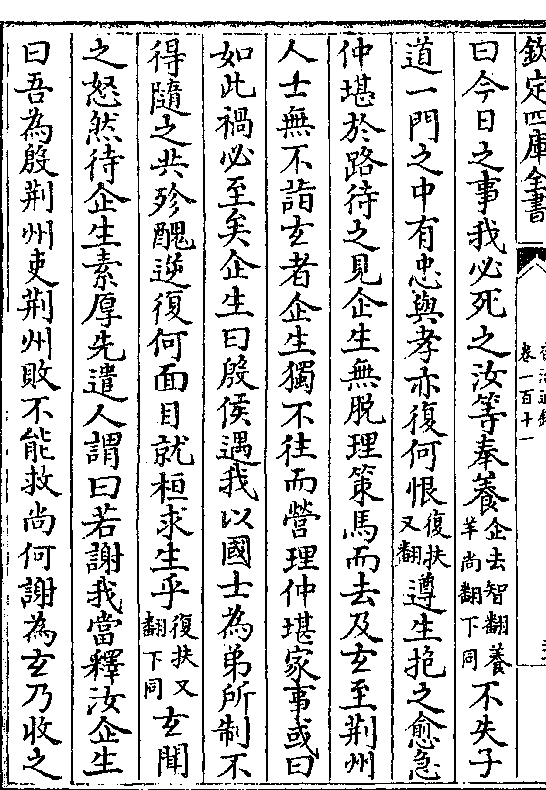 欽定四庫全書
卷一百十一
曰今日之事我必死之汝等奉養企去智翻養羊尚翻下同不失子
道一門之中有忠與孝亦復何恨復扶又翻遵生抱之愈急
仲堪於路待之見企生無脫理策馬而去及𤣥至荆州
人士無不詣𤣥者企生獨不往而營理仲堪家事或曰
如此禍必至矣企生曰殷侯遇我以國士為弟所制不
得隨之共殄醜逆復何面目就桓求生乎復扶又翻下同𤣥聞
之怒然待企生素厚先遣人謂曰若謝我當釋汝企生
曰吾為殷荆州吏荆州敗不能救尚何謝為𤣥乃收之